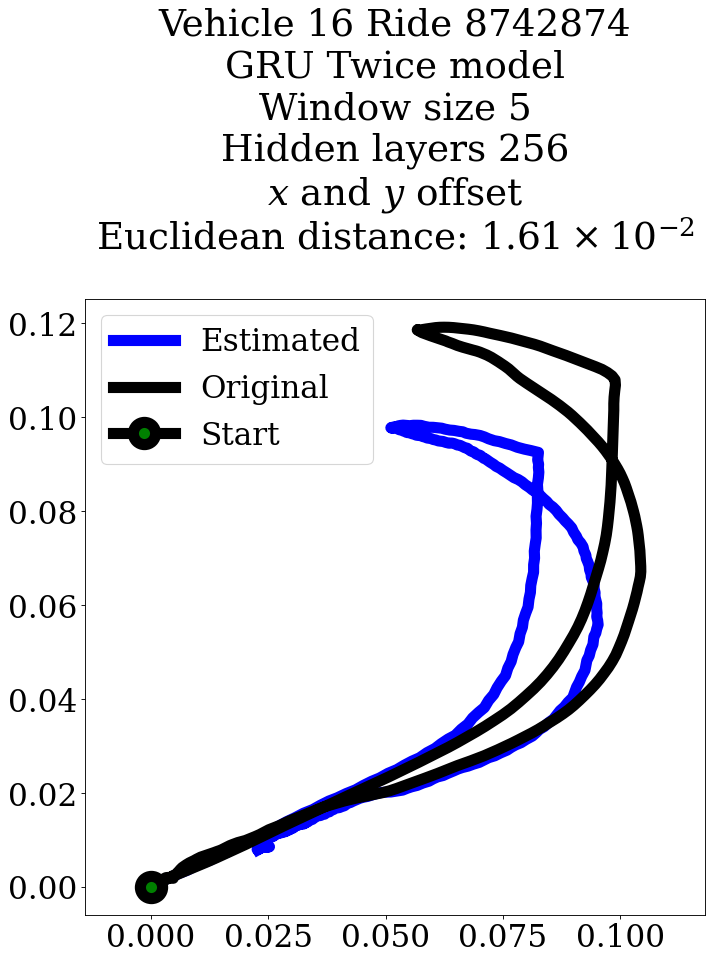 Vehicle 16 Ride 8742874
GRU Twice model
Window size 5
Hidden layers 256
x and y offset
Euclidean distance: 1.61 × 10⁻²
Estimated
Original
Start
0.12
0.10
0.08
0.06
0.04
0.02
0.00
0.000 0.025 0.050 0.075 0.100